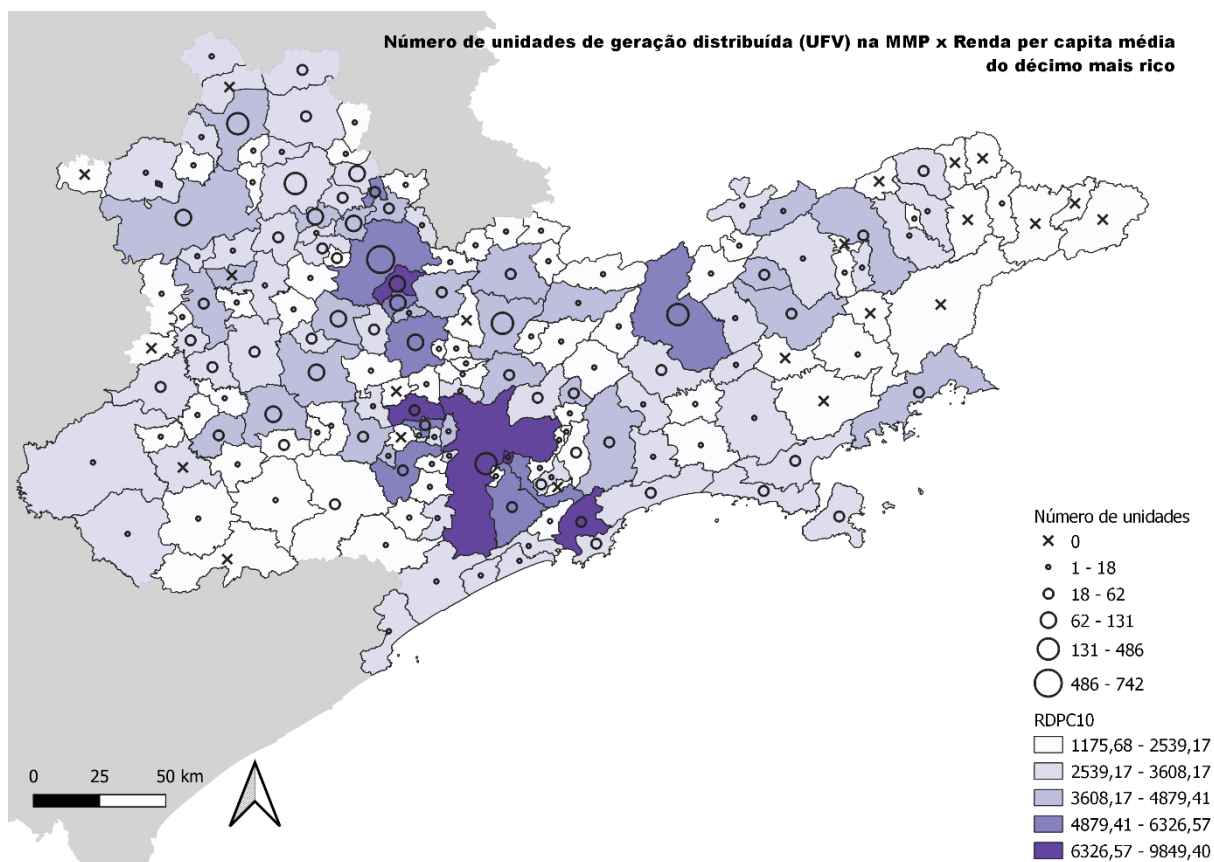 Número de unidades de geração distribuída (UFV) na MMP x Renda per capita média
do décimo mais rico
Número de unidades
0
1 - 18
18 - 62
62 - 131
131 - 486
486 - 742
RDPC10
1175,68 - 2539,17
2539,17 - 3608,17
3608,17 - 4879,41
4879,41 - 6326,57
6326,57 - 9849,40
0 25 50 km